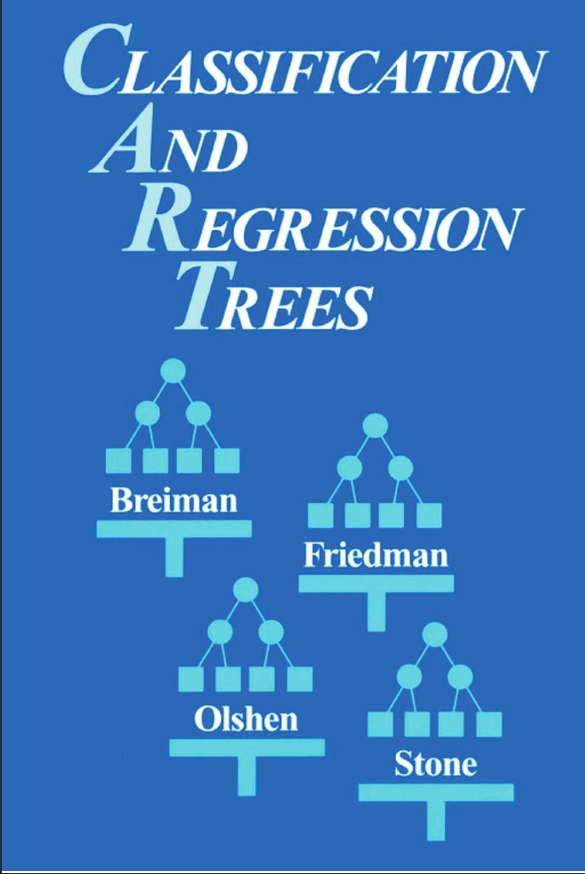 CLASSIFICATION
AND
REGRESSION
TREES
Breiman
Friedman
Olshen
Stone